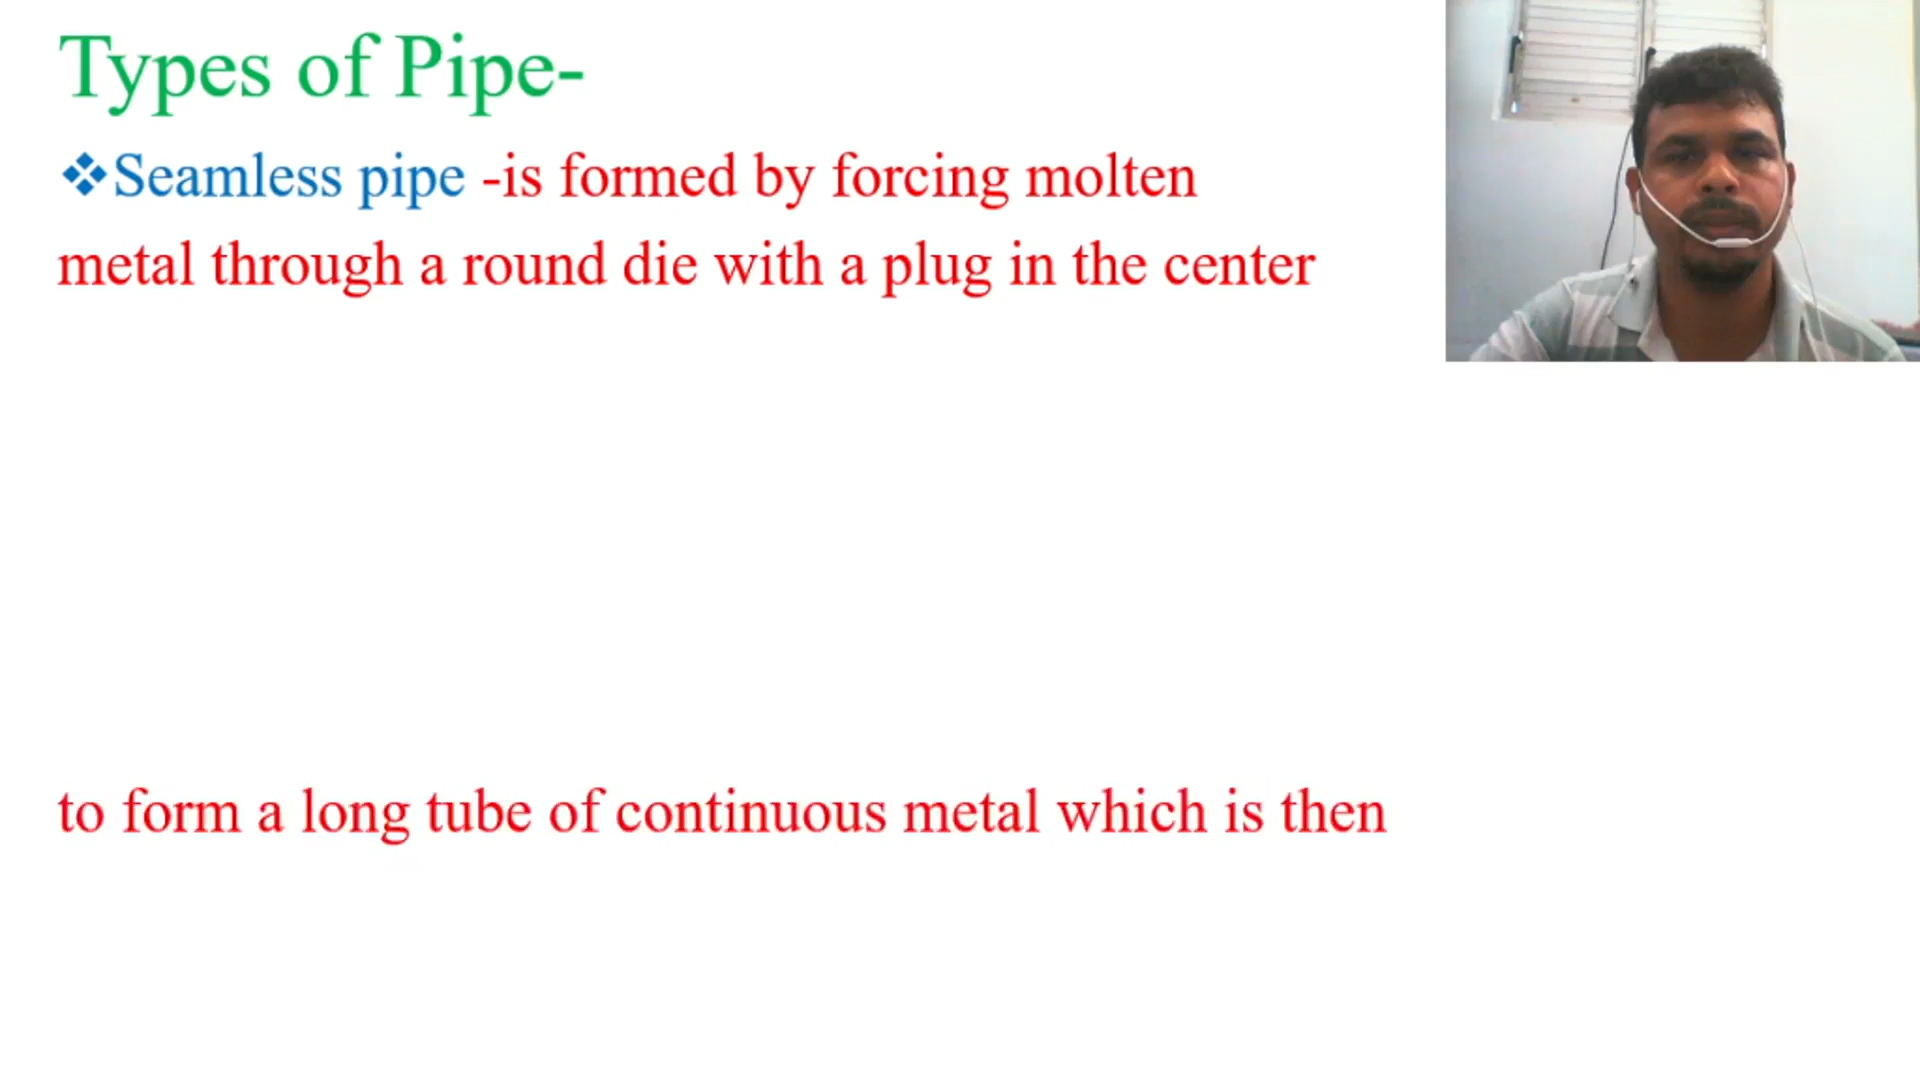 Types of Pipe-
❖Seamless pipe -is formed by forcing molten
metal through a round die with a plug in the center
to form a long tube of continuous metal which is then